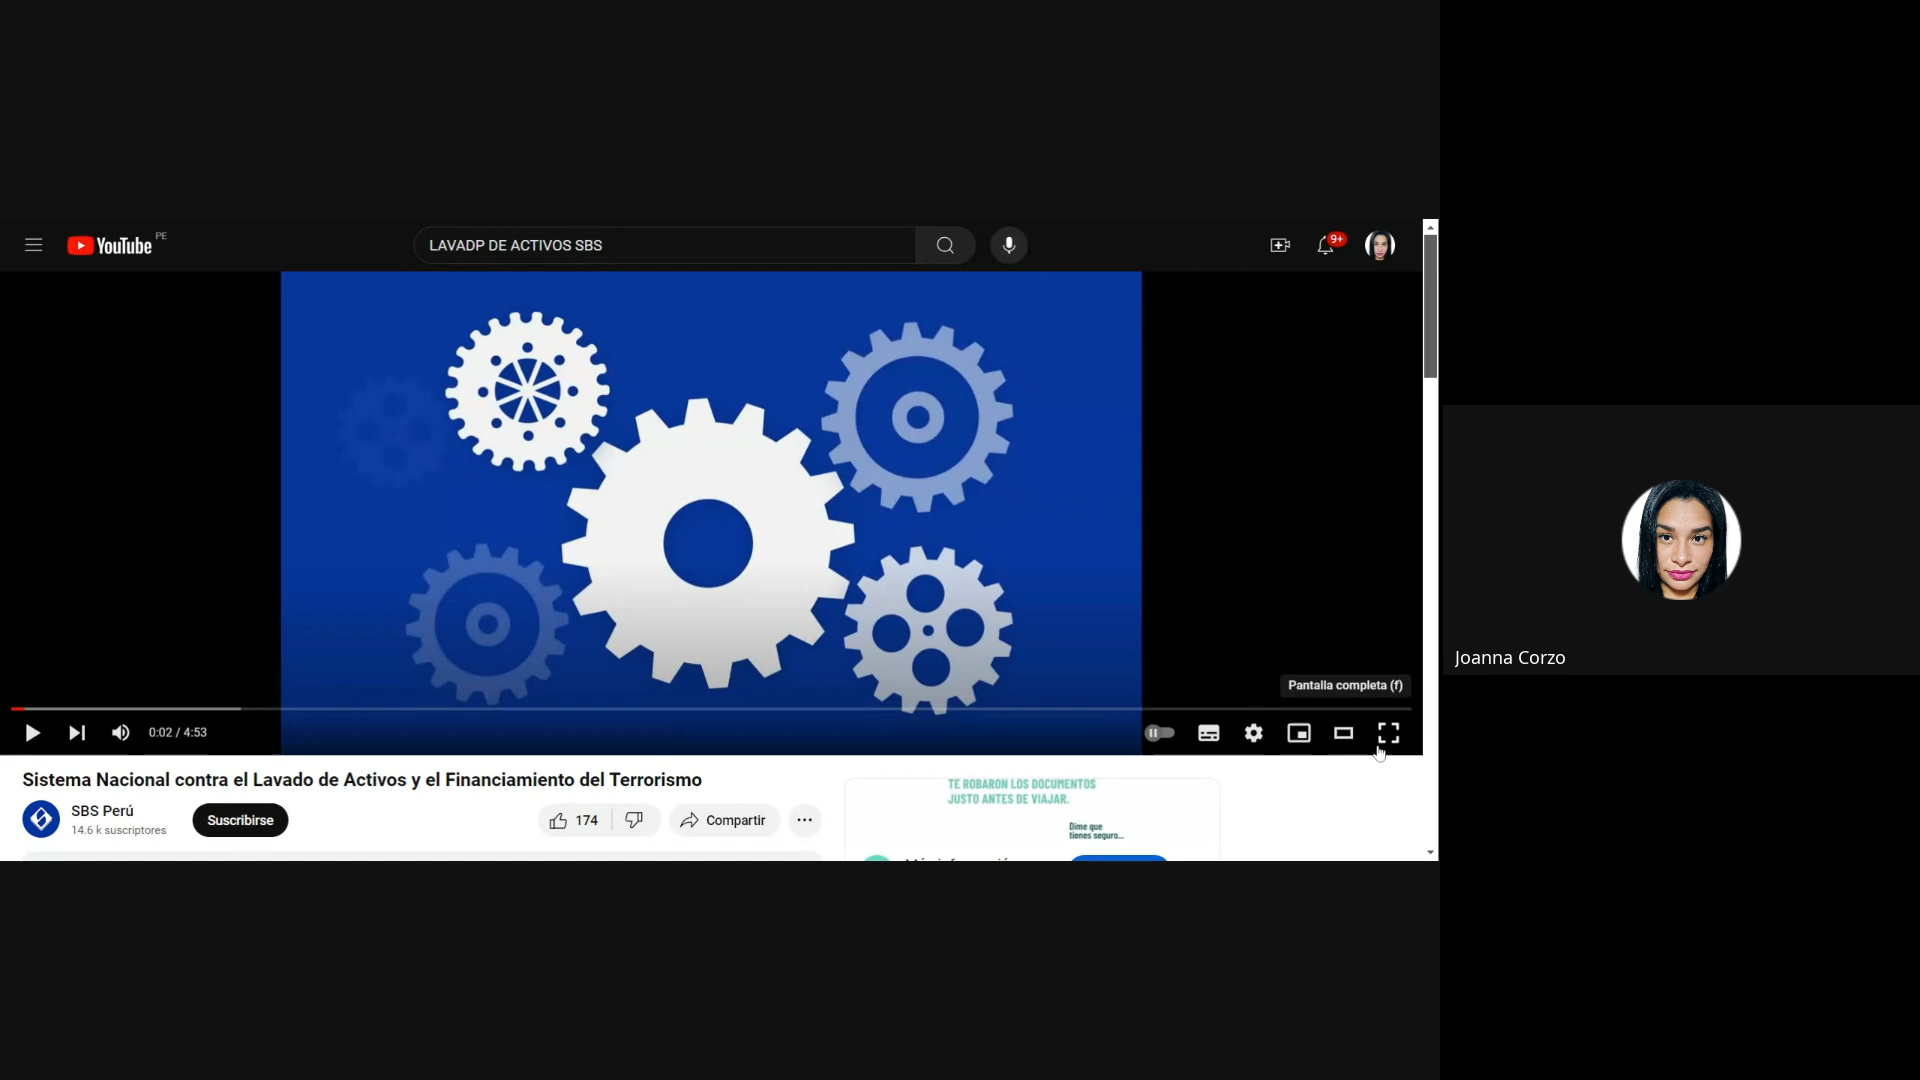 YouTube PE
LAVADP DE ACTIVOS SBS
9+
Pantalla completa (f)
0:02 / 4:53
Sistema Nacional contra el Lavado de Activos y el Financiamiento del Terrorismo
SBS Perú
14.6 k suscriptores
Suscribirse
174
Compartir
TE ROBARON LOS DOCUMENTOS
JUSTO ANTES DE VIAJAR.
Dime que
tienes seguro...
Joanna Corzo